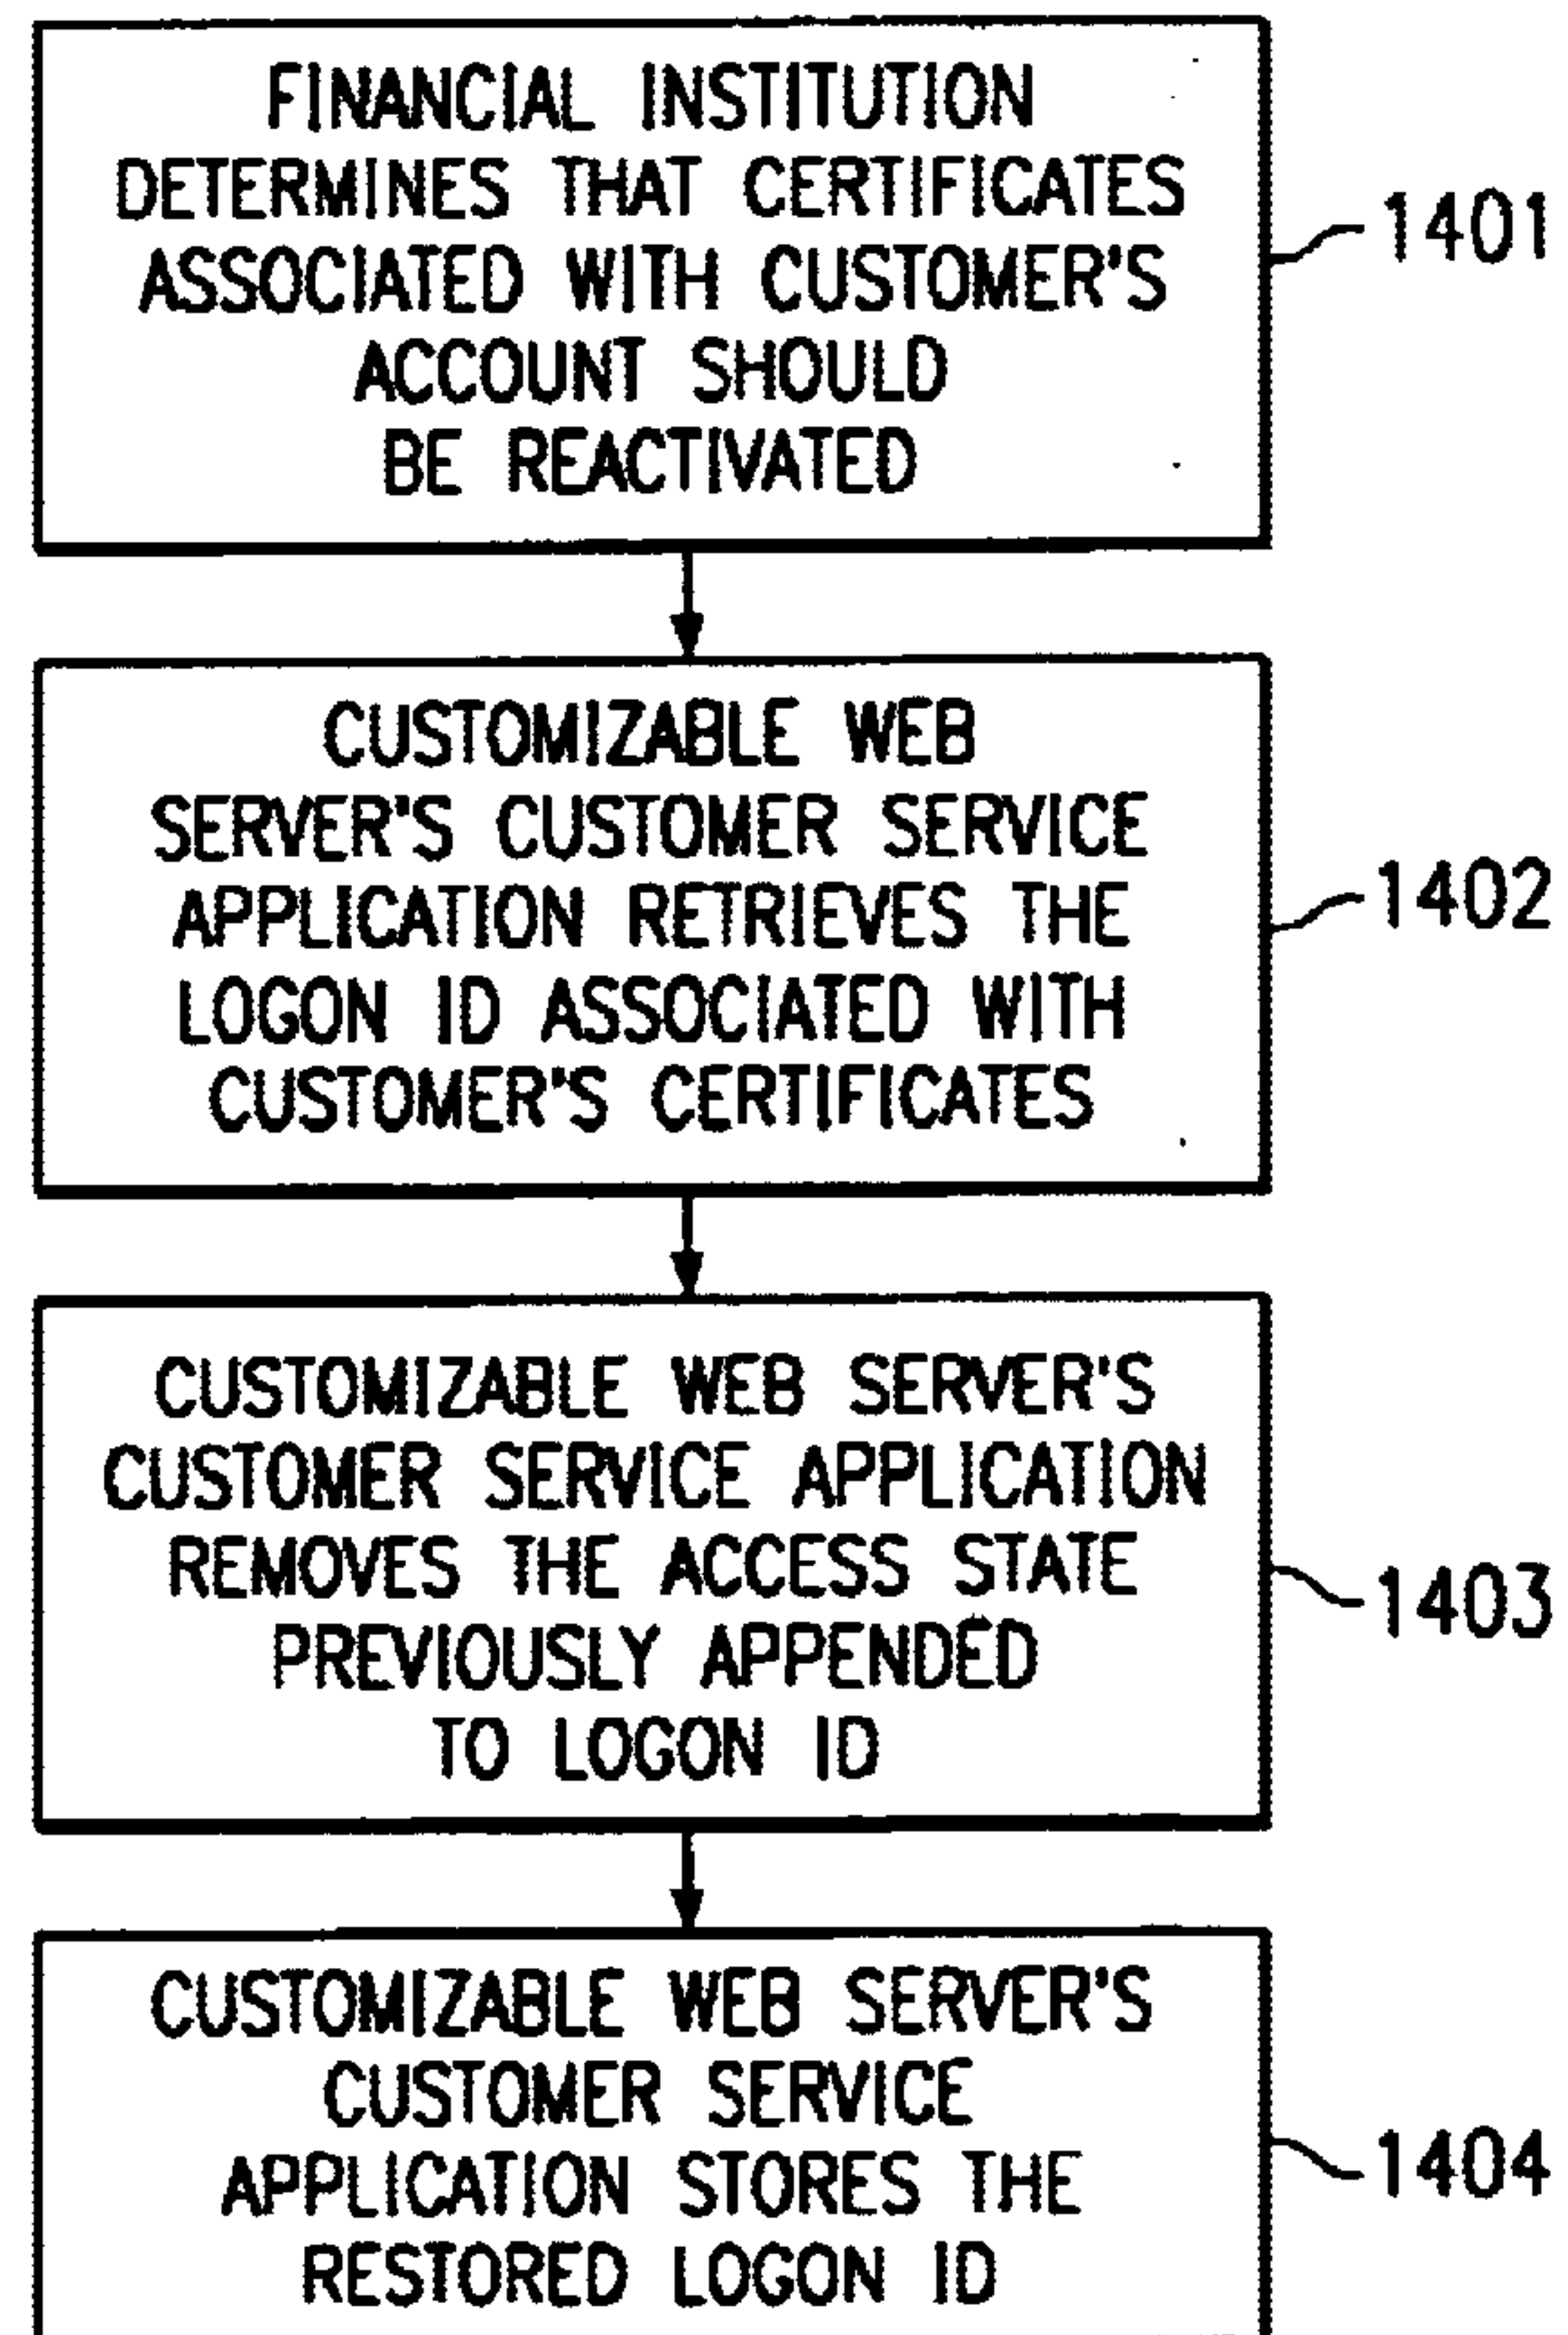 FINANCIAL INSTITUTION
DETERMINES THAT CERTIFICATES
ASSOCIATED WITH CUSTOMER'S
ACCOUNT SHOULD
BE REACTIVATED
1401
CUSTOMIZABLE WEB
SERVER'S CUSTOMER SERVICE
APPLICATION RETRIEVES THE
LOGON ID ASSOCIATED WITH
CUSTOMER'S CERTIFICATES
1402
CUSTOMIZABLE WEB SERVER'S
CUSTOMER SERVICE APPLICATION
REMOVES THE ACCESS STATE
PREVIOUSLY APPENDED
TO LOGON ID
1403
CUSTOMIZABLE WEB SERVER'S
CUSTOMER SERVICE
APPLICATION STORES THE
RESTORED LOGON ID
1404